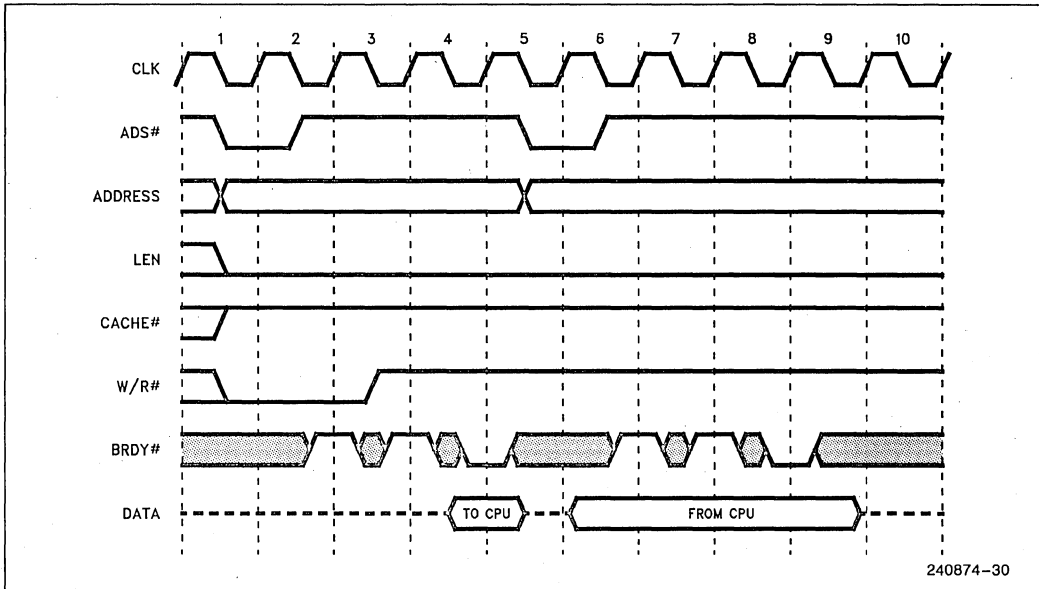 1 2 3 4 5 6 7 8 9 10
CLK
ADS#
ADDRESS
LEN
CACHE#
W/R#
BRDY#
DATA
TO CPU
FROM CPU
240874-30